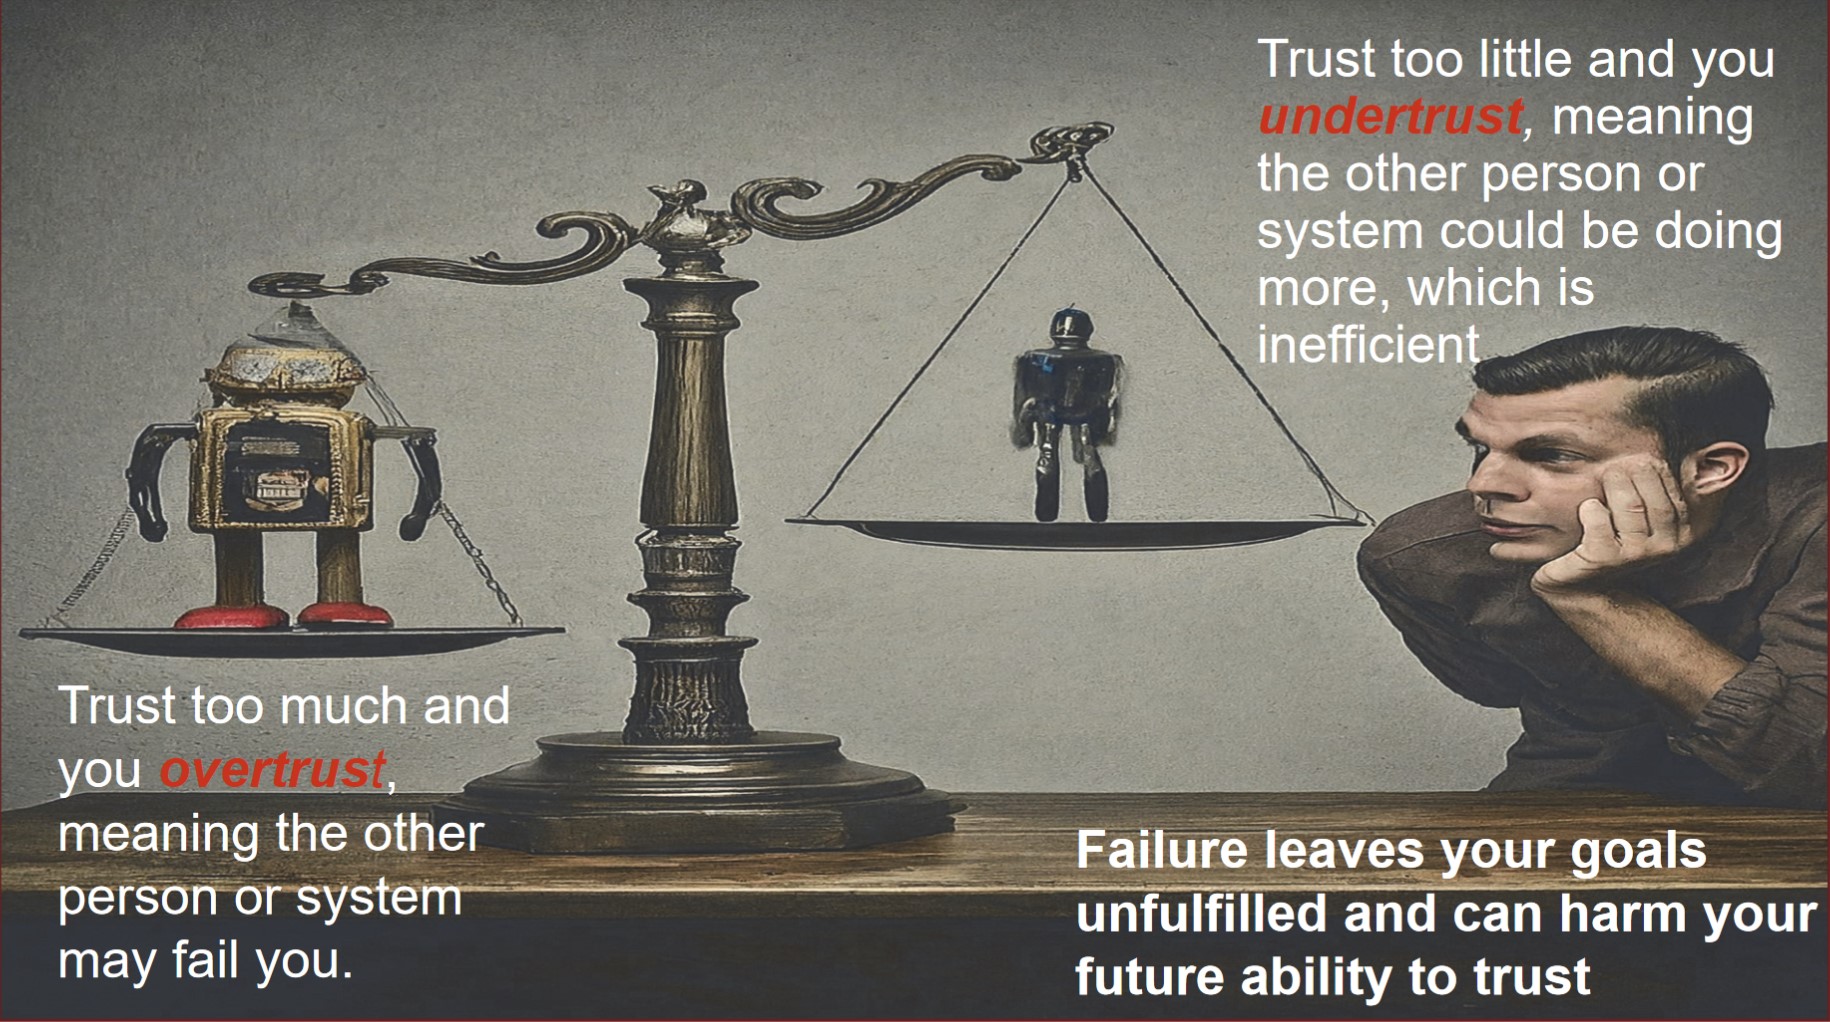 Trust too little and you
undertrust, meaning
the other person or
system could be doing
more, which is
inefficient
Trust too much and
you overtrust,
meaning the other
person or system
may fail you.
Failure leaves your goals
unfulfilled and can harm your
future ability to trust